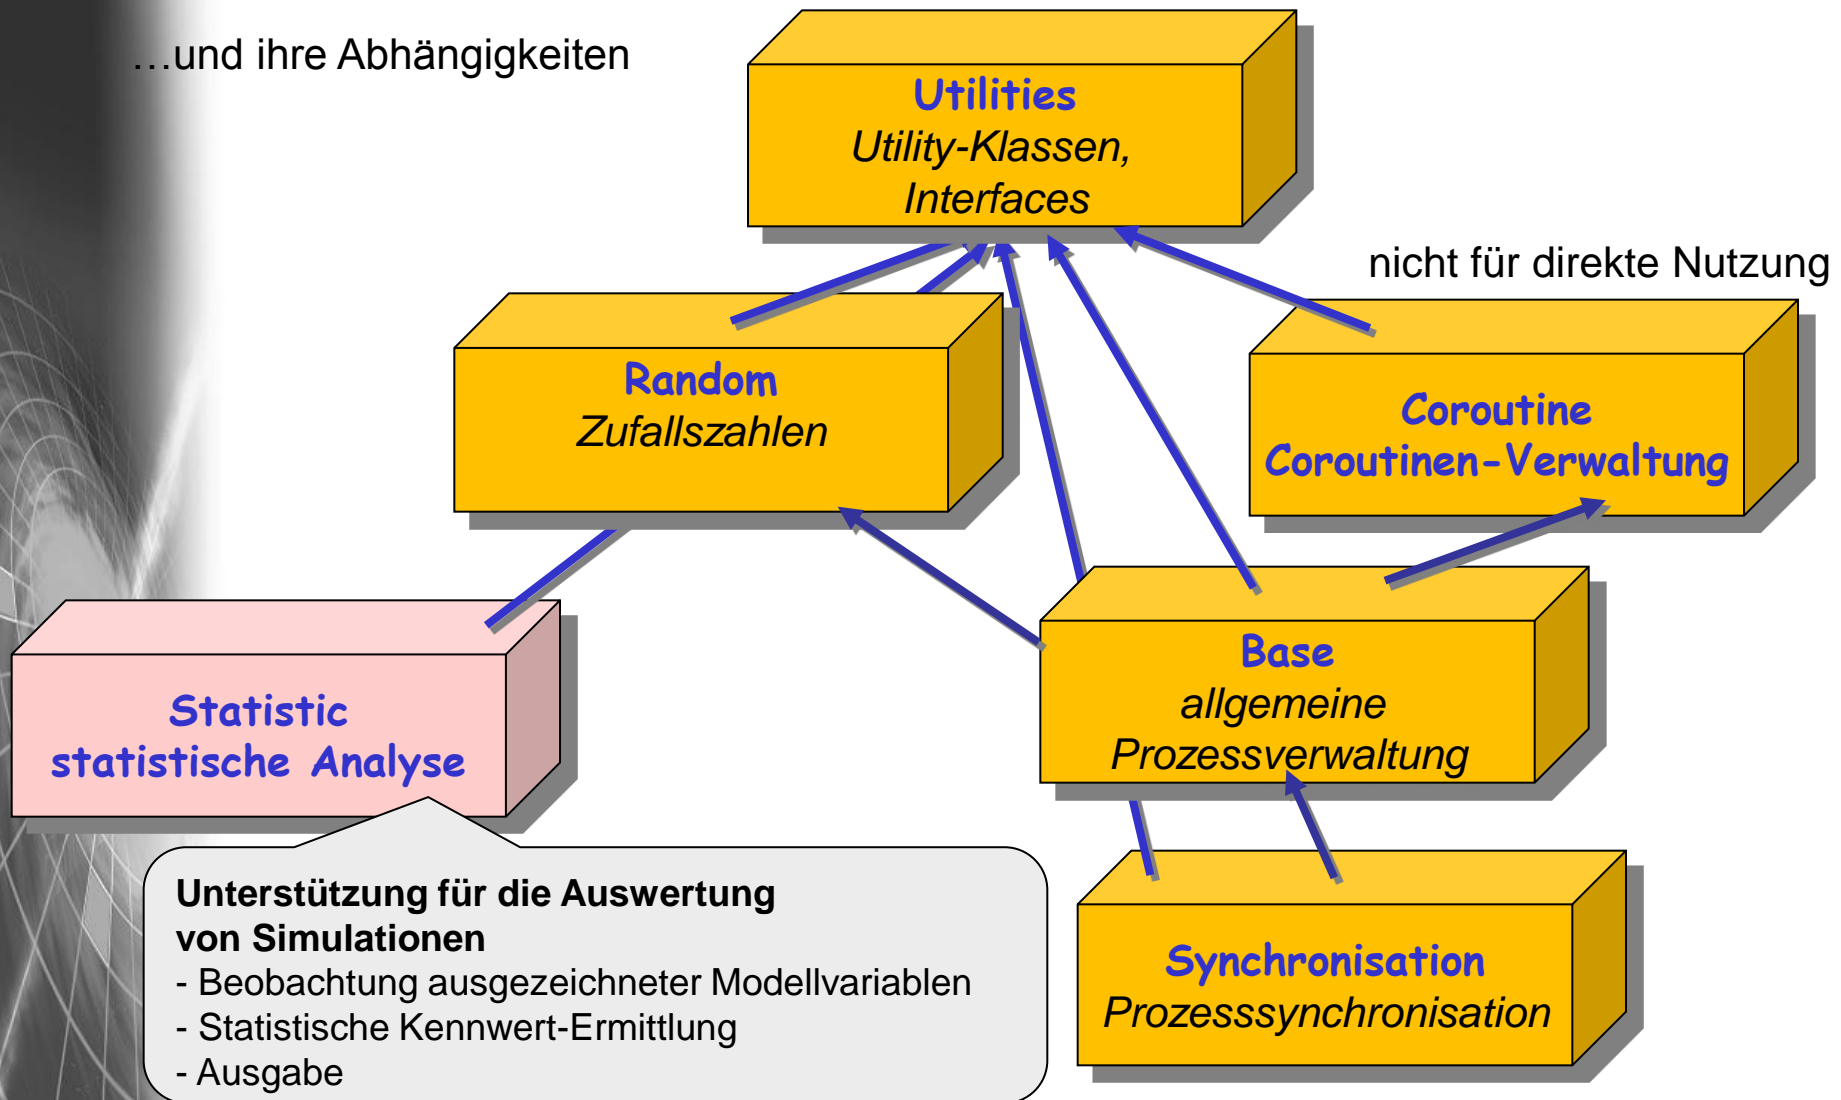 …und ihre Abhängigkeiten
Utilities
Utility-Klassen,
Interfaces
nicht für direkte Nutzung
Random
Zufallszahlen
Coroutine
Coroutinen-Verwaltung
Base
allgemeine
Prozessverwaltung
Statistic
statistische Analyse
Unterstützung für die Auswertung
von Simulationen
- Beobachtung ausgezeichneter Modellvariablen
- Statistische Kennwert-Ermittlung
- Ausgabe
Synchronisation
Prozesssynchronisation